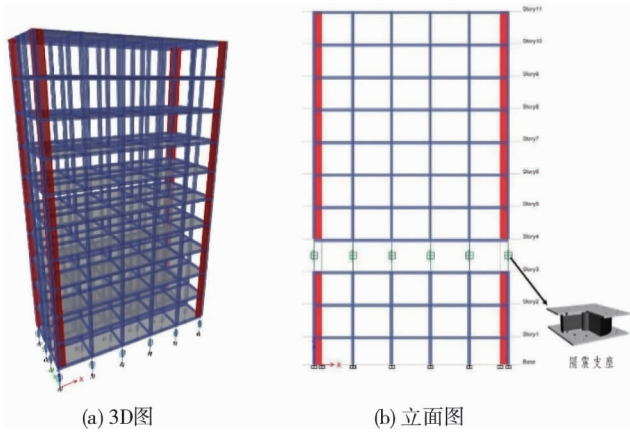 Story11
Story10
Story9
Story8
Story7
Story6
Story5
Story4
Story3
Story2
Story1
Base
X
X
隔震支座
(a) 3D图
(b) 立面图